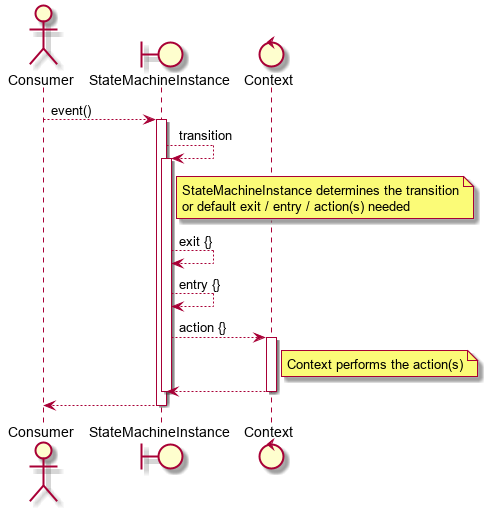 Consumer
StateMachineInstance
Context
event()
transition
StateMachineInstance determines the transition
or default exit / entry / action(s) needed
exit {}
entry {}
action {}
Context performs the action(s)
Consumer
StateMachineInstance
Context